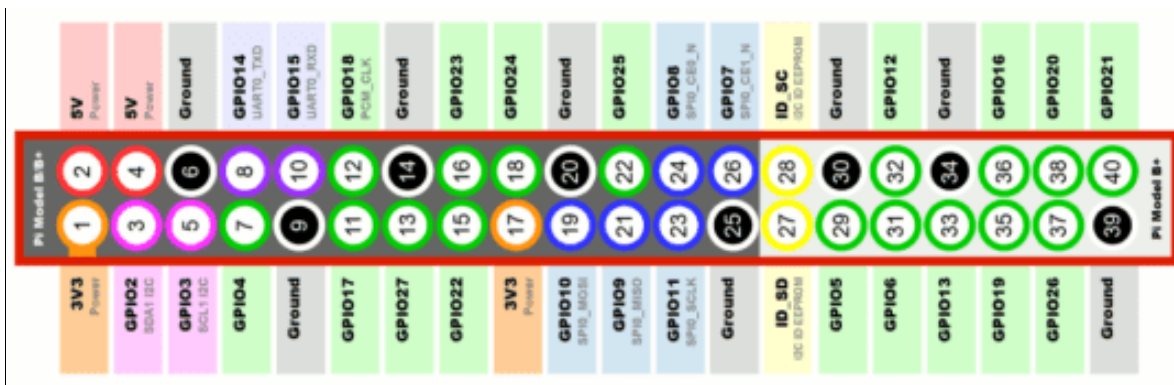 5V
Power
5V
Power
Ground
GPIO14
UART0_TXD
GPIO15
UART0_RXD
GPIO18
PCM_CLK
Ground
GPIO23
GPIO24
Ground
GPIO25
GPIO8
SPI0_CE0_N
GPIO7
SPI0_CE1_N
ID_SC
I2C ID EEPROM
Ground
GPIO12
Ground
GPIO16
GPIO20
GPIO21
Pi Model B/B+
2 4 6 8 10 12 14 16 18 20 22 24 26 28 30 32 34 36 38 40
1 3 5 7 9 11 13 15 17 19 21 23 25 27 29 31 33 35 37 39
Pi Model B+
3V3
Power
GPIO2
SDA1 I2C
GPIO3
SCL1 I2C
GPIO4
Ground
GPIO17
GPIO27
GPIO22
3V3
Power
GPIO10
SPI0_MOSI
GPIO9
SPI0_MISO
GPIO11
SPI0_SCLK
Ground
ID_SD
I2C ID EEPROM
GPIO5
GPIO6
GPIO13
GPIO19
GPIO26
Ground